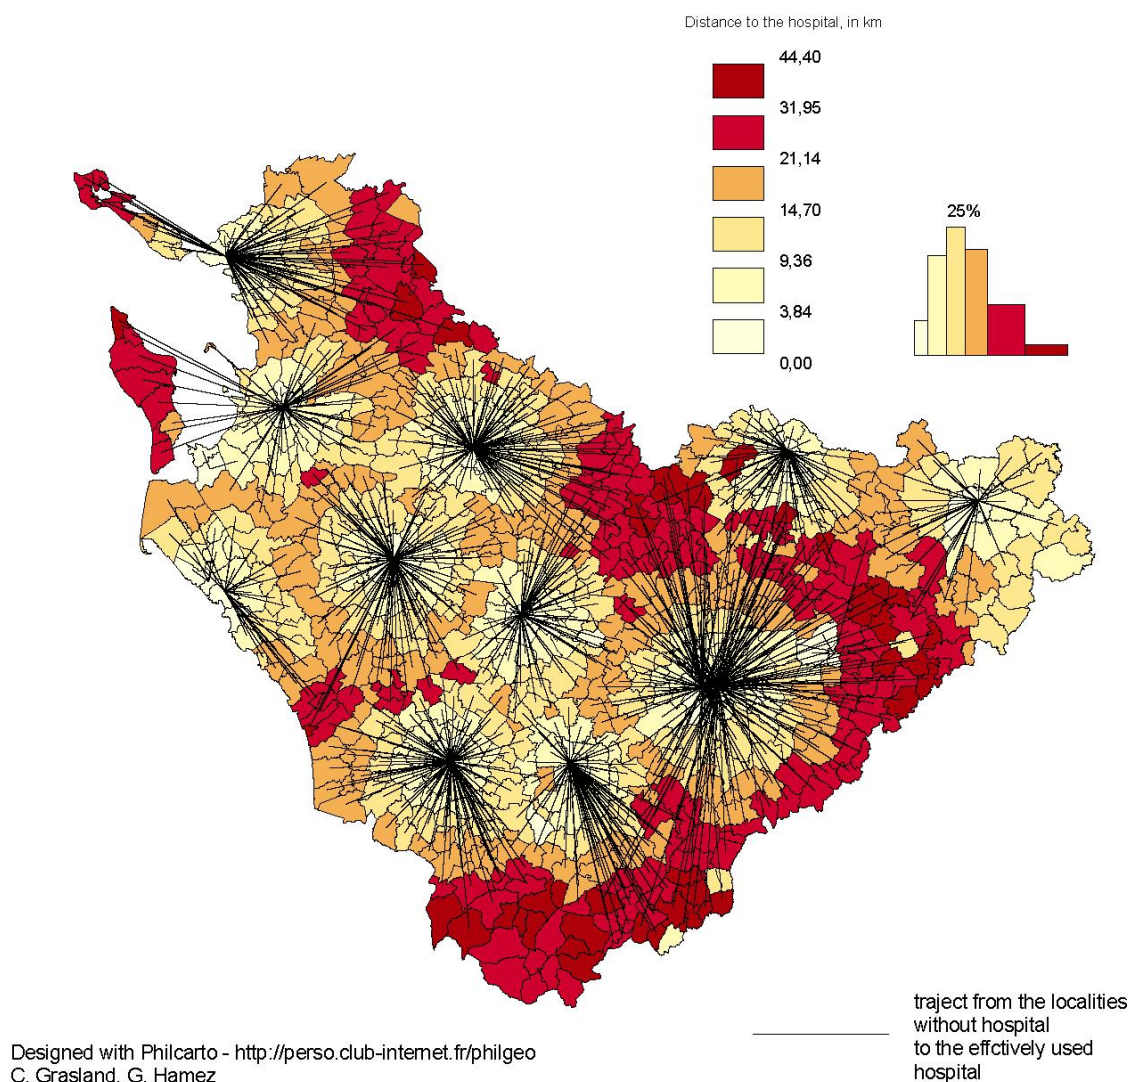 Distance to the hospital, in km
44,40
31,95
21,14
14,70
9,36
3,84
0,00
25%
traject from the localities
without hospital
to the effctively used
hospital
Designed with Philcarto - http://perso.club-internet.fr/philgeo
C. Grasland, G. Hamez